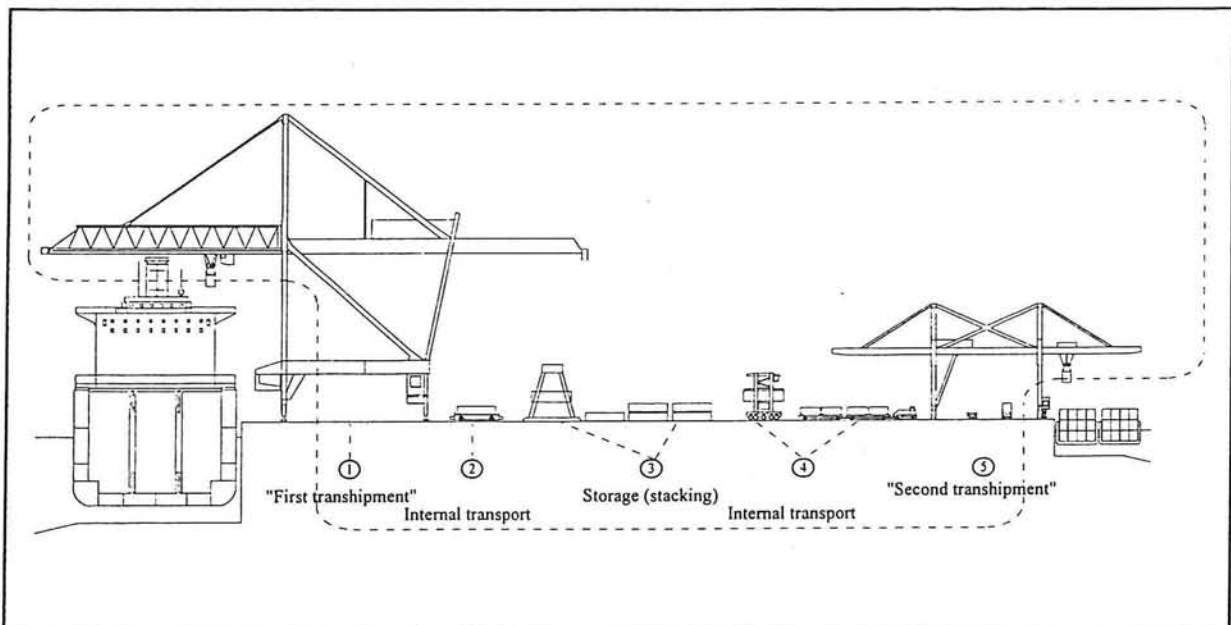 ① ② ③ ④ ⑤
"First transhipment" Storage (stacking) "Second transhipment"
Internal transport Internal transport